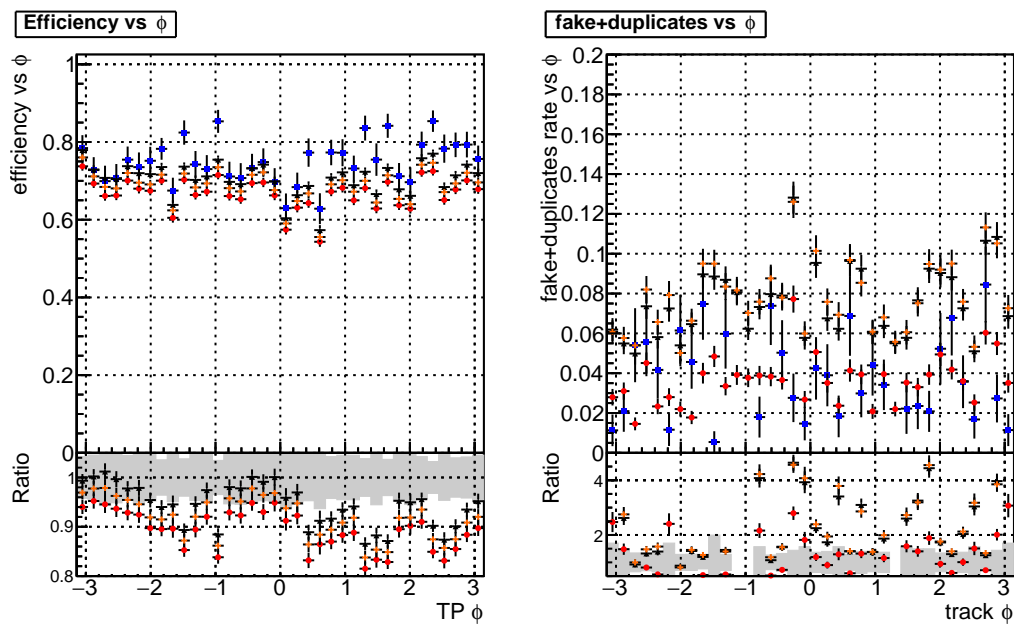 Efficiency vs ϕ
efficiency vs ϕ
1
0.8
0.6
0.4
0.2
0
Ratio
1
0.9
0.8
−3 −2 −1 0 1 2 3
TP ϕ
fake+duplicates vs ϕ
fake+duplicates rate vs ϕ
0.2
0.18
0.16
0.14
0.12
0.1
0.08
0.06
0.04
0.02
0
Ratio
4
2
−3 −2 −1 0 1 2 3
track ϕ